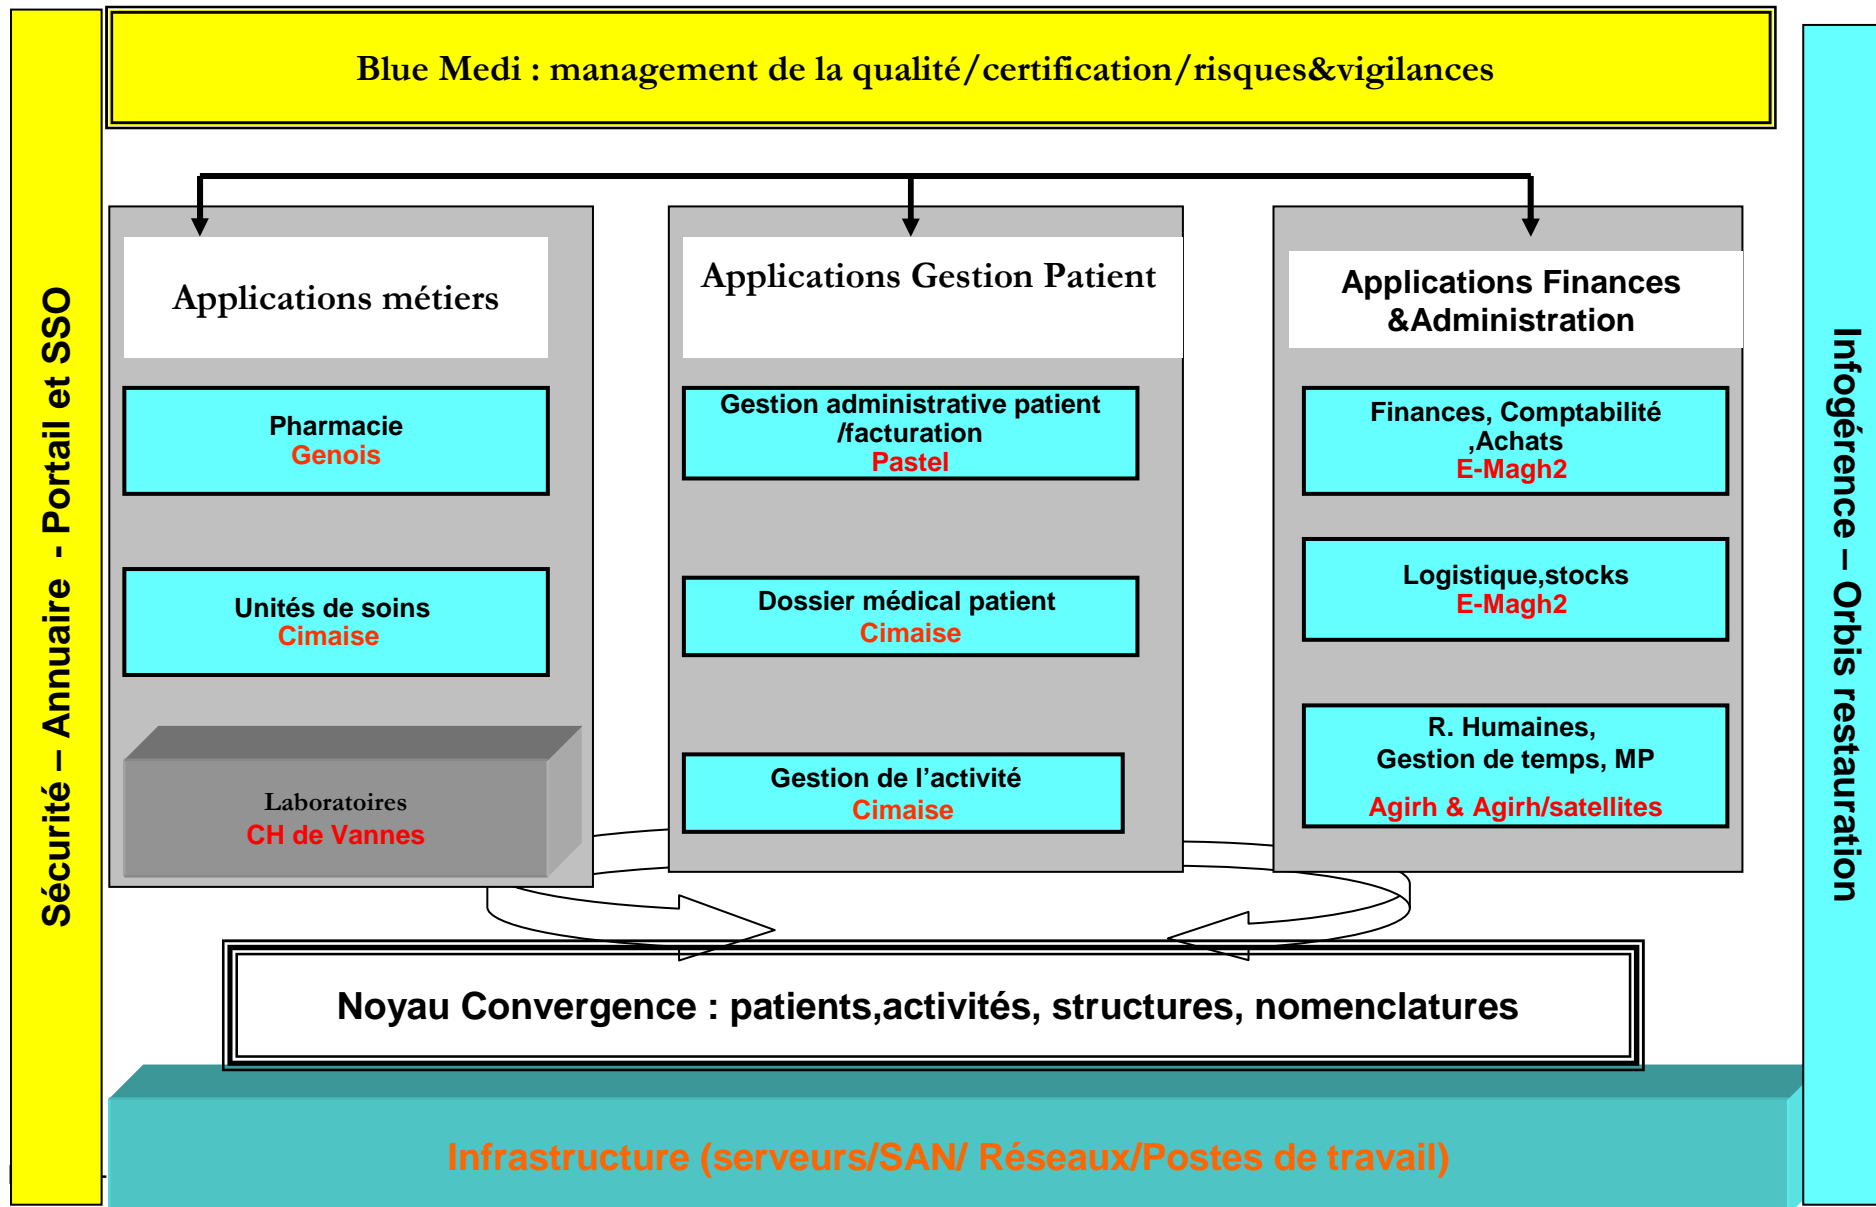 Blue Medi : management de la qualité/certification/risques&vigilances
Sécurité – Annuaire - Portail et SSO
Applications métiers
Pharmacie
Genois
Unités de soins
Cimaise
Laboratoires
CH de Vannes
Applications Gestion Patient
Gestion administrative patient
/facturation
Pastel
Dossier médical patient
Cimaise
Gestion de l’activité
Cimaise
Applications Finances
&Administration
Finances, Comptabilité
,Achats
E-Magh2
Logistique,stocks
E-Magh2
R. Humaines,
Gestion de temps, MP
Agirh & Agirh/satellites
Infogérence – Orbis restauration
Noyau Convergence : patients,activités, structures, nomenclatures
Infrastructure (serveurs/SAN/ Réseaux/Postes de travail)